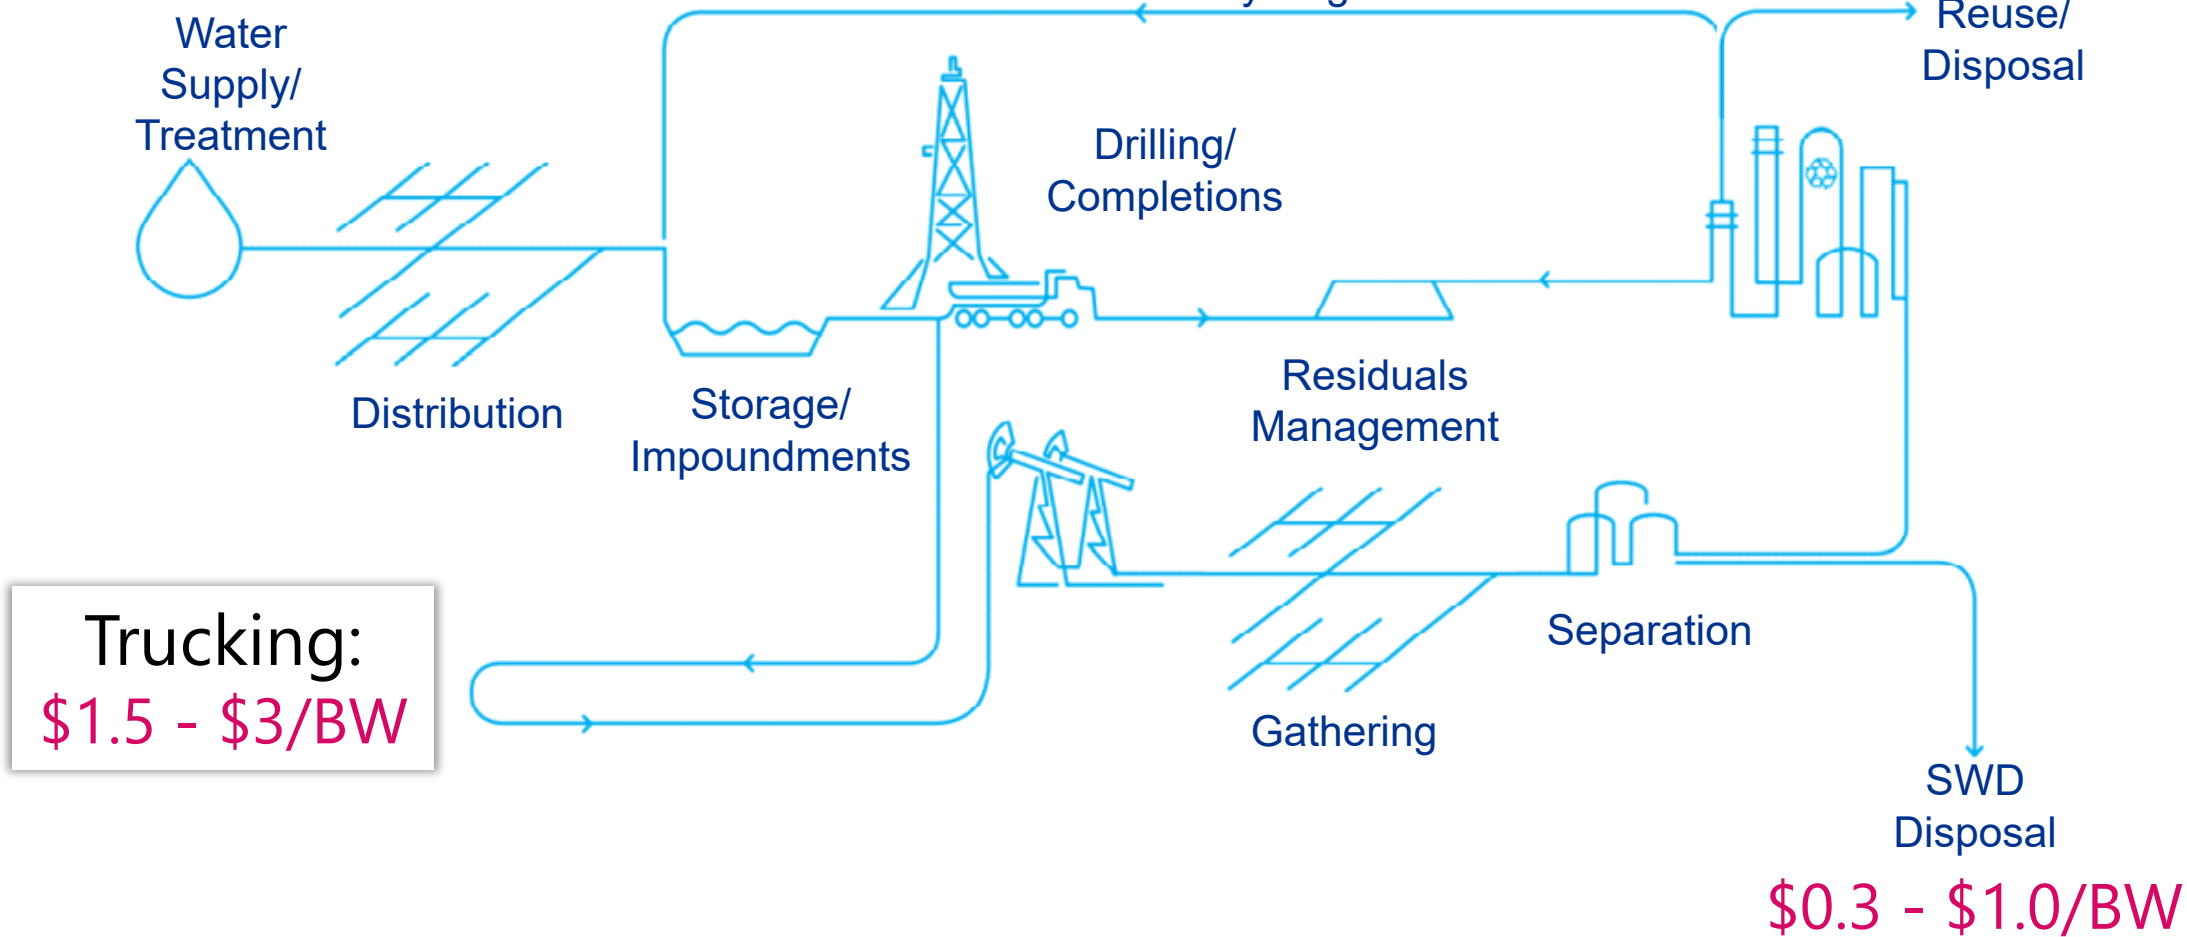 Water
Supply/
Treatment
Reuse/
Disposal
Drilling/
Completions
Distribution
Storage/
Impoundments
Residuals
Management
Trucking:
$1.5 - $3/BW
Separation
Gathering
SWD
Disposal
$0.3 - $1.0/BW